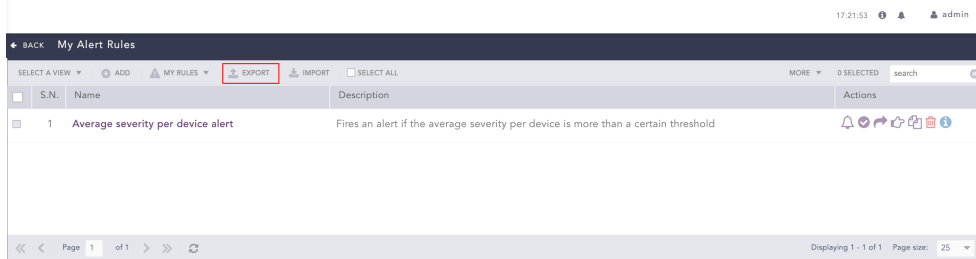 17:21:53 admin
BACK My Alert Rules
SELECT A VIEW ADD MY RULES EXPORT IMPORT SELECT ALL MORE 0 SELECTED search
S.N. Name Description Actions
1 Average severity per device alert Fires an alert if the average severity per device is more than a certain threshold
Page 1 of 1 Displaying 1 - 1 of 1 Page size: 25